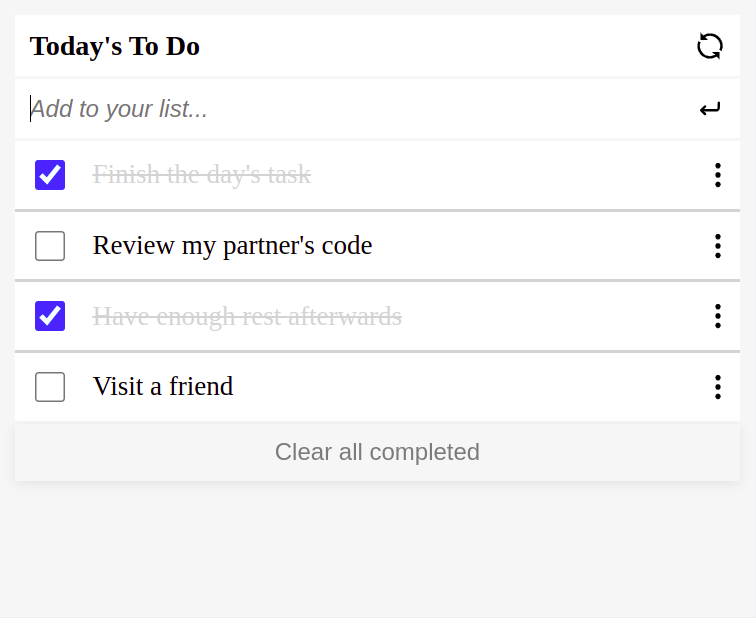 Today's To Do
Add to your list...
Finish the day's task
Review my partner's code
Have enough rest afterwards
Visit a friend
Clear all completed